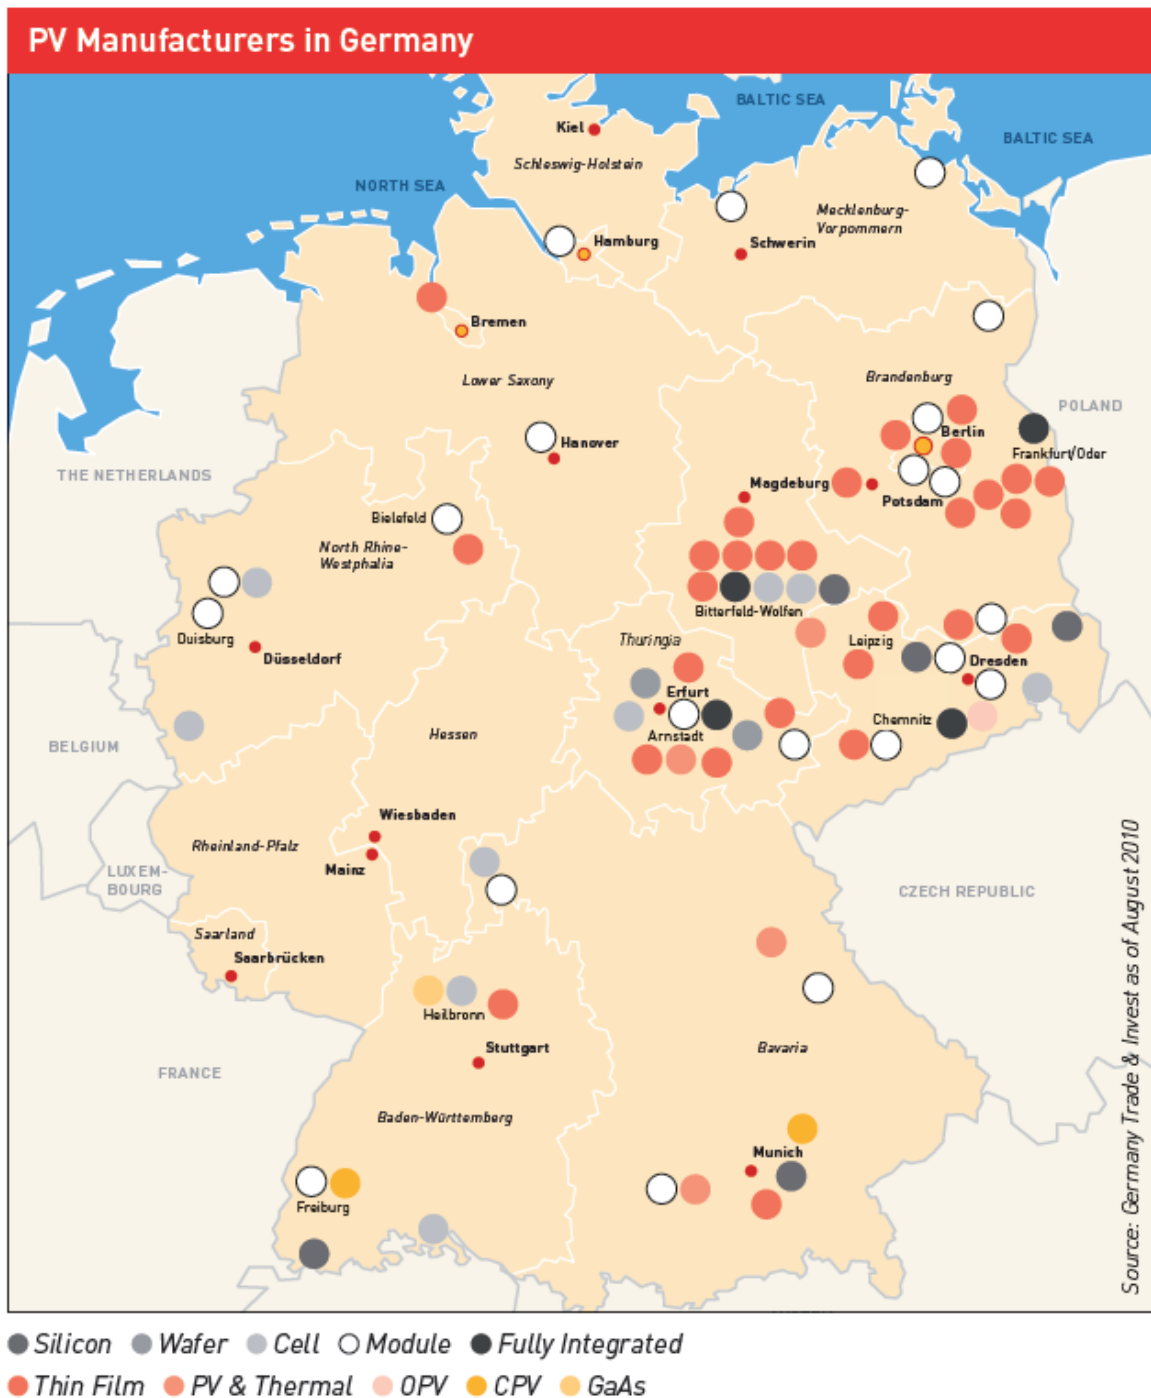 PV Manufacturers in Germany
BALTIC SEA
BALTIC SEA
Kiel
Schleswig-Holstein
NORTH SEA
Mecklenburg-
Vorpommern
Hamburg
Schwerin
Bremen
Lower Saxony
Brandenburg
POLAND
Berlin
Hanover
Frankfurt/Oder
THE NETHERLANDS
Magdeburg
Potsdam
Bielefeld
North Rhine-
Westphalia
Bitterfeld-Wolfen
Duisburg
Thuringia
Leipzig
Düsseldorf
Dresden
Erfurt
Chemnitz
Arnstadt
Hessen
BELGIUM
Wiesbaden
Rheinland-Pfalz
Mainz
LUXEM-
BOURG
CZECH REPUBLIC
Saarland
Saarbrücken
Heilbronn
Stuttgart
Bavaria
FRANCE
Baden-Württemberg
Munich
Freiburg
Source: Germany Trade & Invest as of August 2010
Silicon Wafer Cell Module Fully Integrated
Thin Film PV & Thermal OPV CPV GaAs